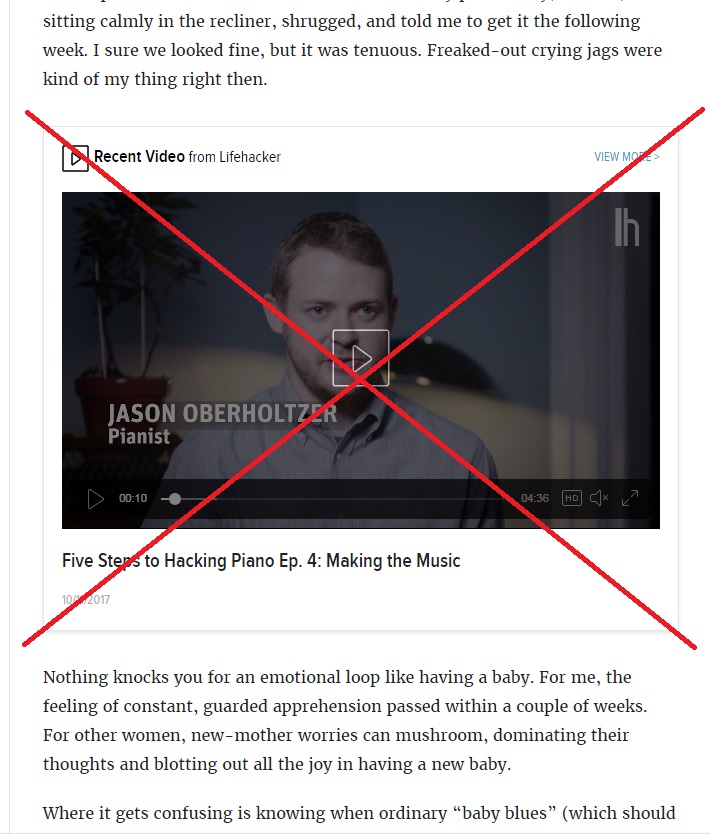 sitting calmly in the recliner, shrugged, and told me to get it the following
week. I sure we looked fine, but it was tenuous. Freaked-out crying jags were
kind of my thing right then.
Recent Video from Lifehacker
VIEW MORE >
lh
JASON OBERHOLTZER
Pianist
00:10
04:36
HD
Five Steps to Hacking Piano Ep. 4: Making the Music
Nothing knocks you for an emotional loop like having a baby. For me, the
feeling of constant, guarded apprehension passed within a couple of weeks.
For other women, new-mother worries can mushroom, dominating their
thoughts and blotting out all the joy in having a new baby.
Where it gets confusing is knowing when ordinary “baby blues” (which should